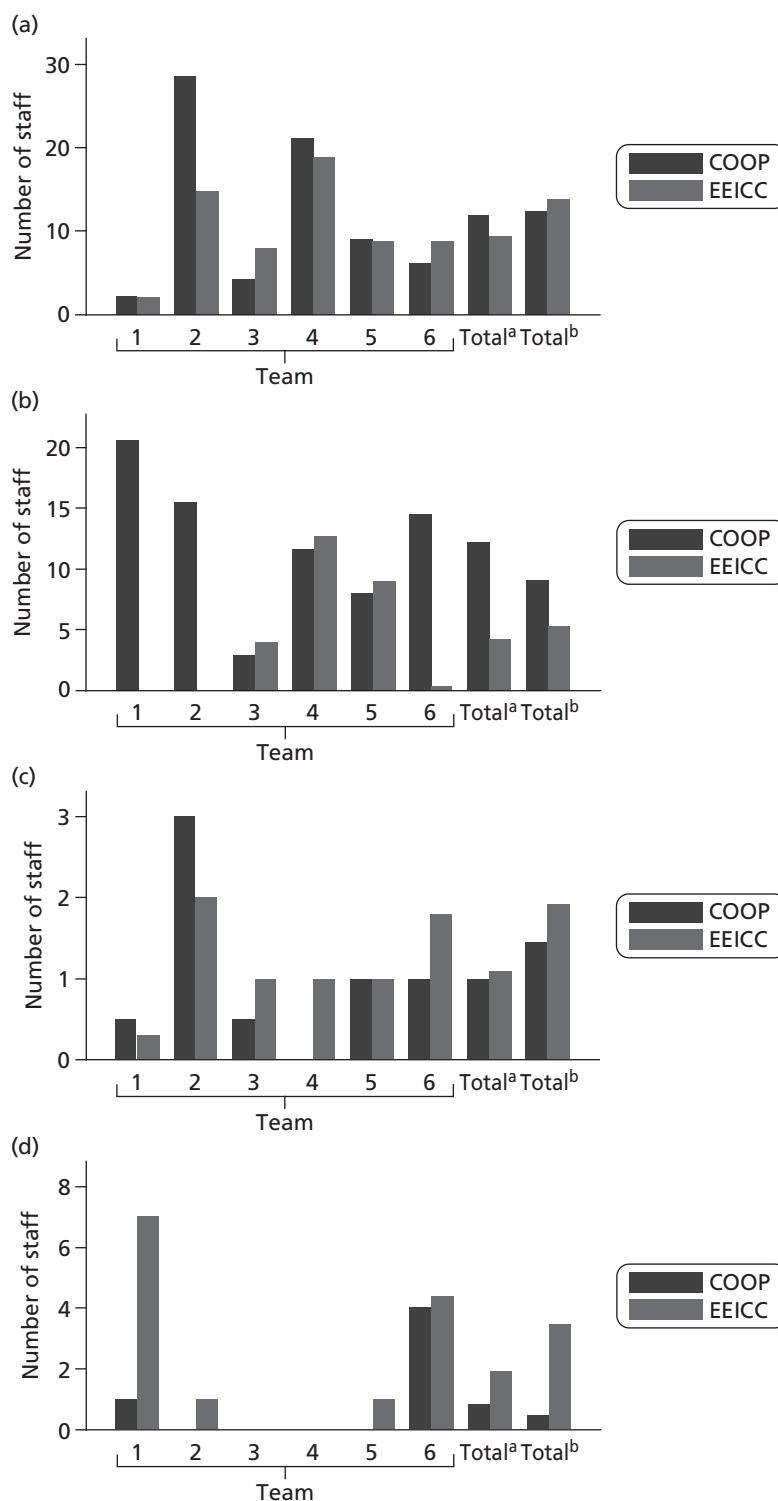 (a)
Number of staff
30
20
10
0
1 2 3 4 5 6 Totalᵃ Totalᵇ
Team
COOP
EEICC
(b)
Number of staff
20
15
10
5
0
1 2 3 4 5 6 Totalᵃ Totalᵇ
Team
COOP
EEICC
(c)
Number of staff
3
2
1
0
1 2 3 4 5 6 Totalᵃ Totalᵇ
Team
COOP
EEICC
(d)
Number of staff
8
6
4
2
0
1 2 3 4 5 6 Totalᵃ Totalᵇ
Team
COOP
EEICC